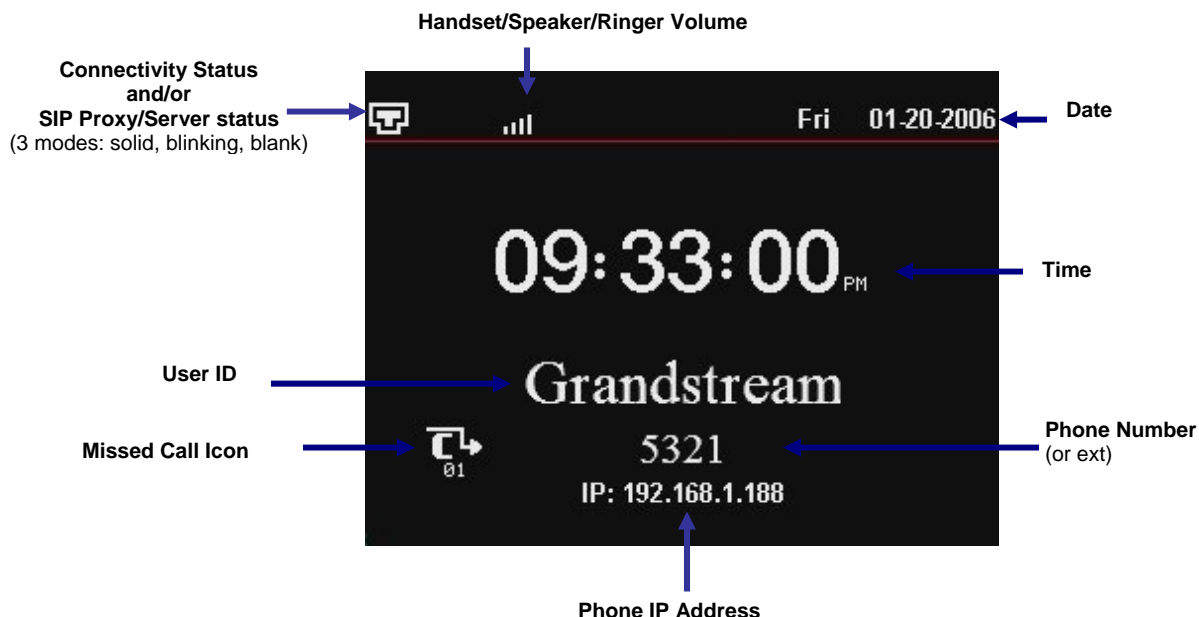 Handset/Speaker/Ringer Volume
Connectivity Status
and/or
SIP Proxy/Server status
(3 modes: solid, blinking, blank)
Fri 01-20-2006
Date
09:33:00 PM
Time
User ID
Grandstream
Missed Call Icon
01
5321
Phone Number
(or ext)
IP: 192.168.1.188
Phone IP Address